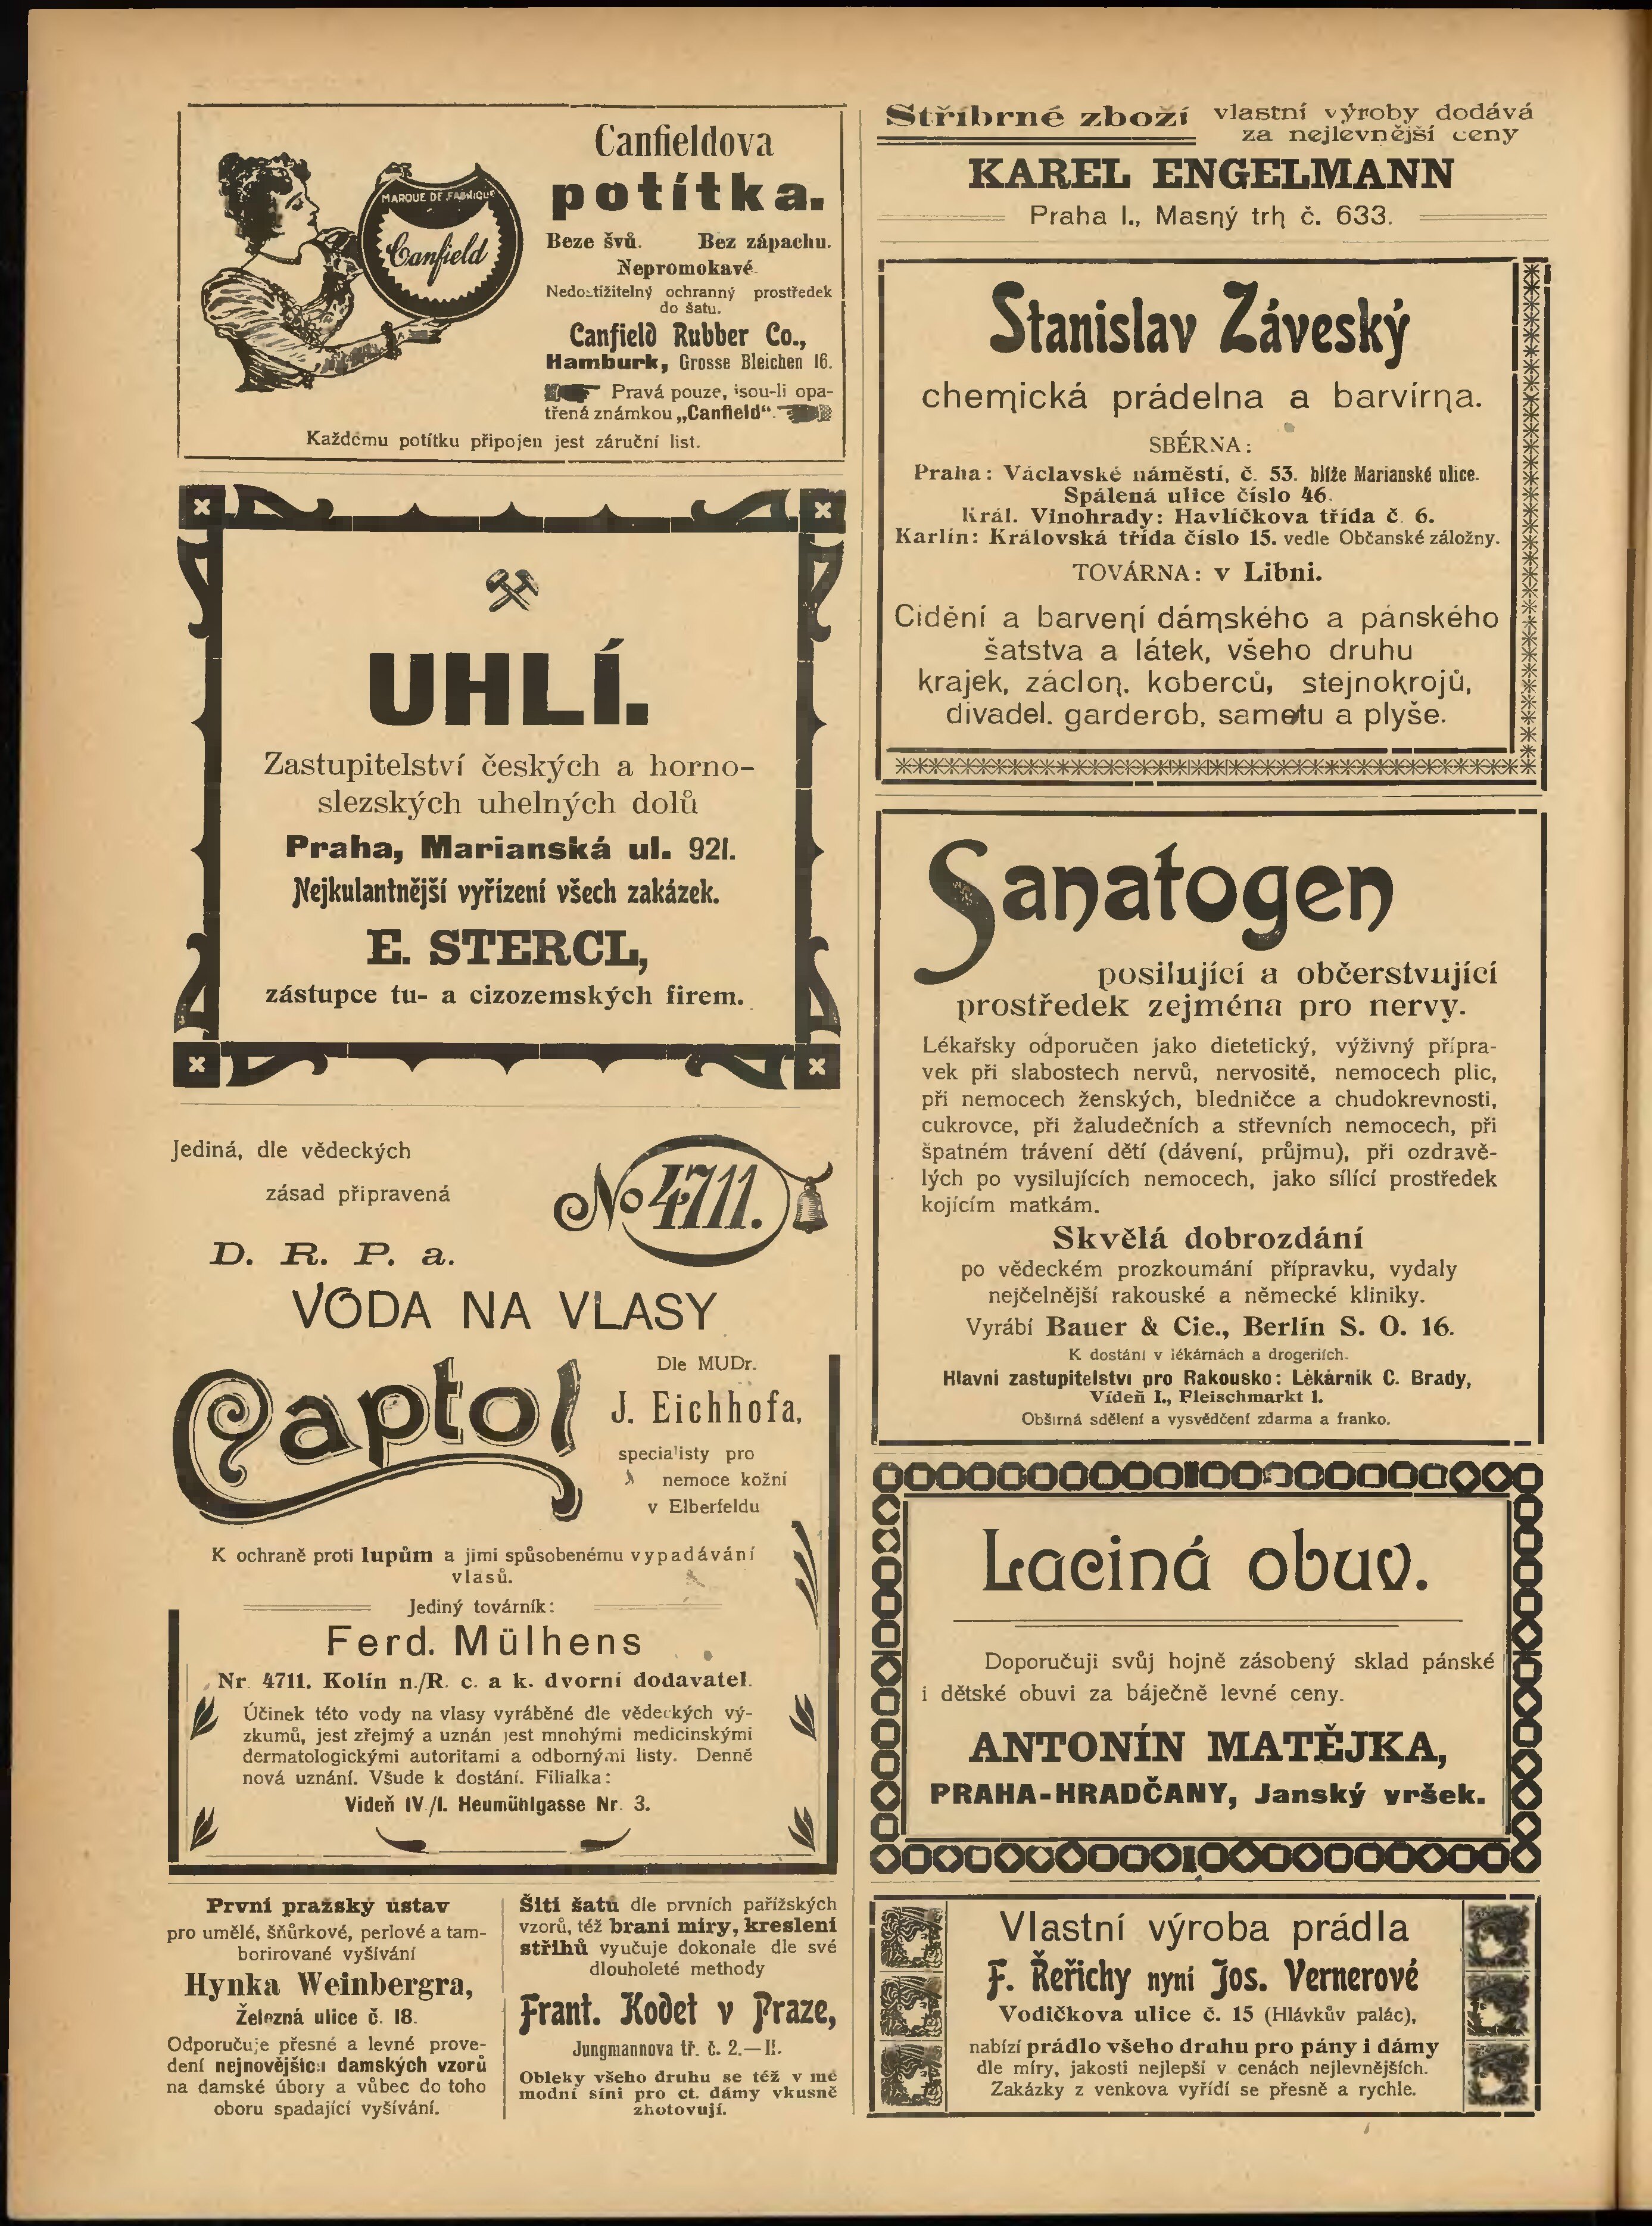 MARQUE DE FABRIQUE
Canfield
Canfieldova
potítka.
Beze švů. Bez zápachu.
Nepromokavé.
Nedostižitelný ochranný prostředek
do šatu.
Canfield Rubber Co.,
Hamburk, Grosse Bleichen 16.
Pravá pouze, jsou-li opa-
třená známkou „Canfield“.
Každému potítku připojen jest záruční list.
UHLÍ.
Zastupitelství českých a horno-
slezských uhelných dolů
Praha, Marianská ul. 921.
Nejkulantnější vyřízení všech zakázek.
E. STERCL,
zástupce tu- a cizozemských firem.
Jediná, dle vědeckých
zásad připravená
No 4711.
D. R. P. a.
VODA NA VLASY
Captol
Dle MUDr.
J. Eichhofa,
specialisty pro
nemoce kožní
v Elberfeldu
K ochraně proti lupům a jimi spůsobenému vypadávání
vlasů.
Jediný továrník:
Ferd. Mülhens
Nr. 4711. Kolín n./R. c. a k. dvorní dodavatel.
Účinek této vody na vlasy vyráběné dle vědeckých vý-
zkumů, jest zřejmý a uznán jest mnohými medicinskými
dermatologickými autoritami a odbornými listy. Denně
nová uznání. Všude k dostání. Filialka:
Vídeň IV./I. Heumühlgasse Nr. 3.
První pražský ústav
pro umělé, šňůrkové, perlové a tam-
borirované vyšívání
Hynka Weinbergra,
Železná ulice č. 18.
Odporučuje přesné a levné prove-
dení nejnovějších damských vzorů
na damské úbory a vůbec do toho
oboru spadající vyšívání.
Šití šatů dle prvních pařížských
vzorů, též braní míry, kreslení
střihů vyučuje dokonale dle své
dlouholeté methody
Frant. Kodet v Praze,
Jungmannova tř. č. 2.—II.
Obleky všeho druhu se též v mé
modní síni pro ct. dámy vkusně
zhotovují.
Stříbrné zboží vlastní výroby dodává
za nejlevnější ceny
KAREL ENGELMANN
Praha I., Masný trh č. 633.
Stanislav Záveský
chemická prádelna a barvírna.
SBĚRNA:
Praha: Václavské náměstí, č. 53. blíže Marianské ulice.
Spálená ulice číslo 46.
Král. Vinohrady: Havlíčkova třída č. 6.
Karlín: Královská třída číslo 15. vedle Občanské záložny.
TOVÁRNA: v Libni.
Cídění a barvení dámského a pánského
šatstva a látek, všeho druhu
krajek, záclon, koberců, stejnokrojů,
divadel. garderob, sametu a plyše.
Sanatogen
posilující a občerstvující
prostředek zejména pro nervy.
Lékařsky odporučen jako dietetický, výživný přípra-
vek při slabostech nervů, nervositě, nemocech plic,
při nemocech ženských, bledničce a chudokrevnosti,
cukrovce, při žaludečních a střevních nemocech, při
špatném trávení dětí (dávení, průjmu), při ozdravě-
lých po vysilujících nemocech, jako sílící prostředek
kojícím matkám.
Skvělá dobrozdání
po vědeckém prozkoumání přípravku, vydaly
nejčelnější rakouské a německé kliniky.
Vyrábí Bauer & Cie., Berlín S. O. 16.
K dostání v lékárnách a drogeriích.
Hlavní zastupitelství pro Rakousko: Lékárník C. Brady,
Vídeň I., Fleischmarkt 1.
Obšírná sdělení a vysvědčení zdarma a franko.
Laciná obuv.
Doporučuji svůj hojně zásobený sklad pánské
i dětské obuvi za báječně levné ceny.
ANTONÍN MATĚJKA,
PRAHA-HRADČANY, Janský vršek.
Vlastní výroba prádla
F. Řeřichy nyní Jos. Vernerové
Vodičkova ulice č. 15 (Hlávkův palác),
nabízí prádlo všeho druhu pro pány i dámy
dle míry, jakosti nejlepší v cenách nejlevnějších.
Zakázky z venkova vyřídí se přesně a rychle.